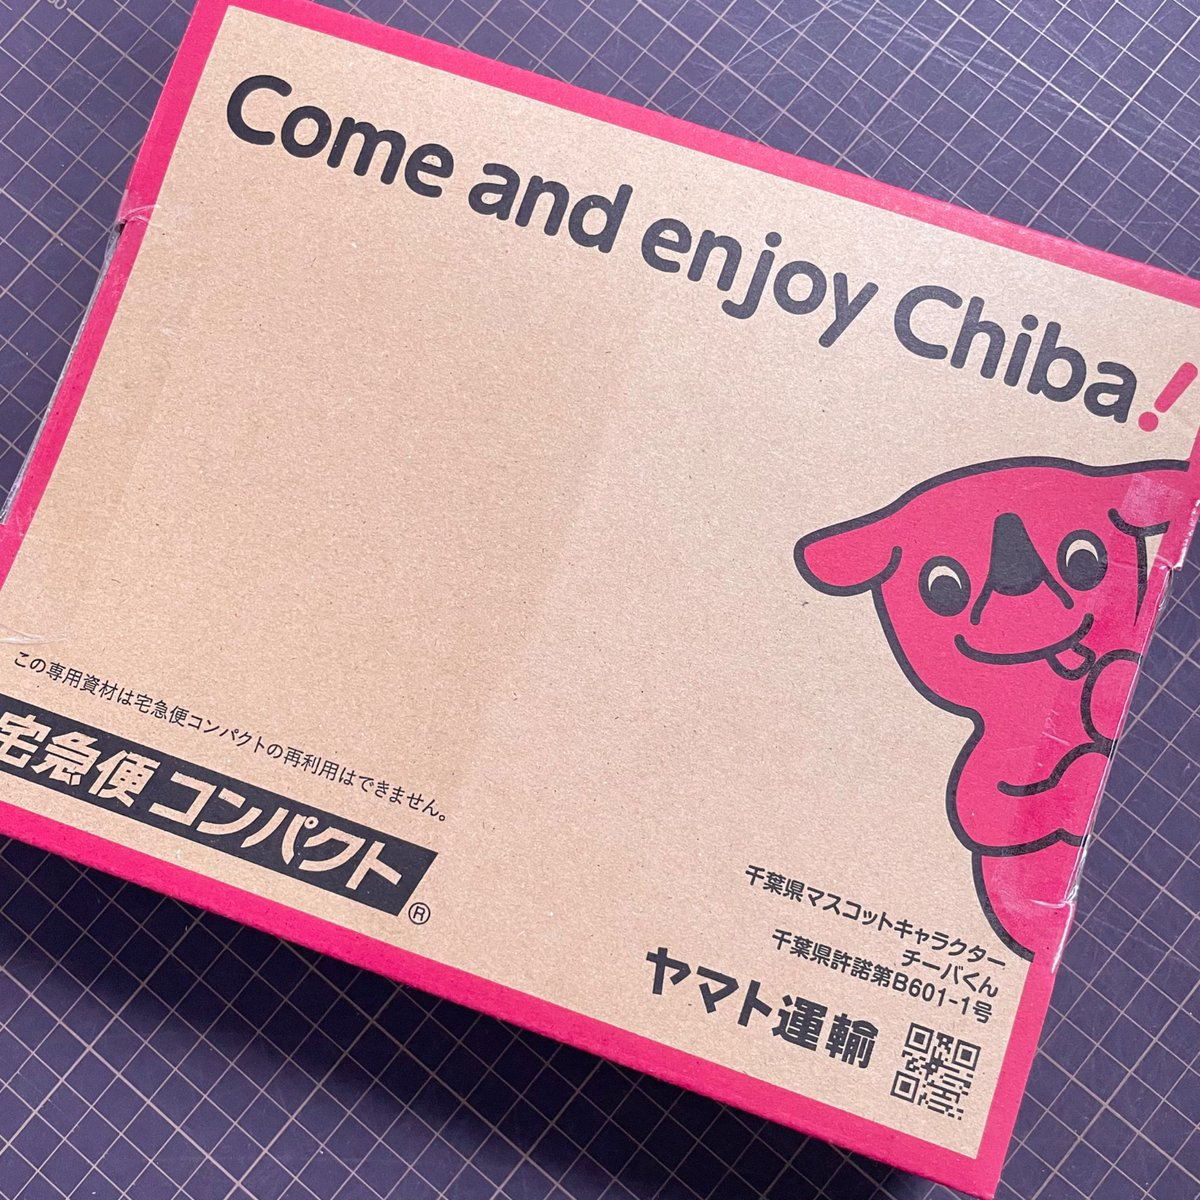 Come and enjoy Chiba!
この専用資材は宅急便コンパクトの再利用はできません。
宅急便コンパクト®
千葉県マスコットキャラクター
チーバくん
千葉県許諾第B601-1号
ヤマト運輸